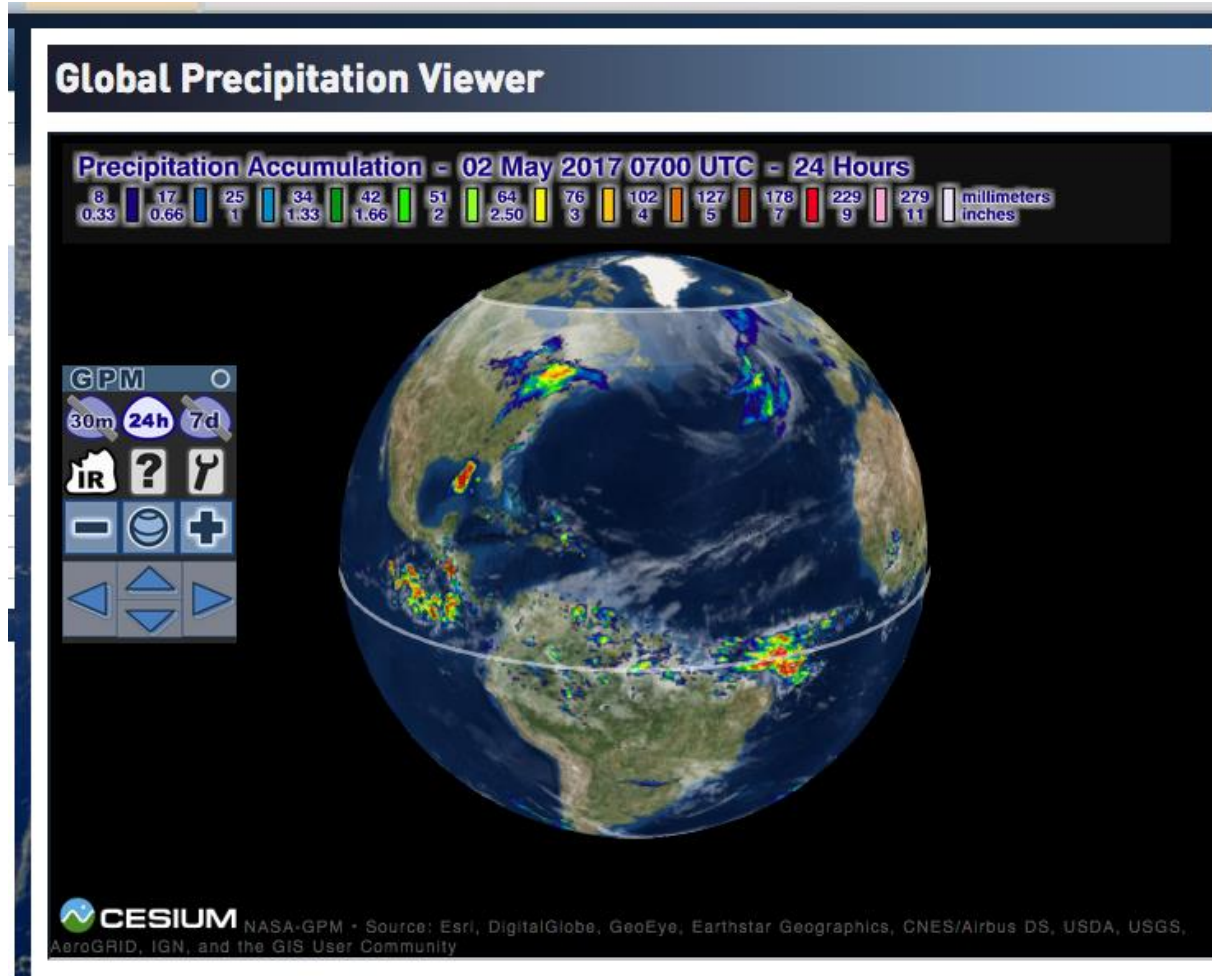 Global Precipitation Viewer
Precipitation Accumulation - 02 May 2017 0700 UTC - 24 Hours
8 17 25 34 42 51 64 76 102 127 178 229 279 millimeters
0.33 0.66 1 1.33 1.66 2 2.50 3 4 5 7 9 11 inches
GPM
30m 24h 7d
IR ?
CESIUM NASA-GPM • Source: Esri, DigitalGlobe, GeoEye, Earthstar Geographics, CNES/Airbus DS, USDA, USGS,
AeroGRID, IGN, and the GIS User Community